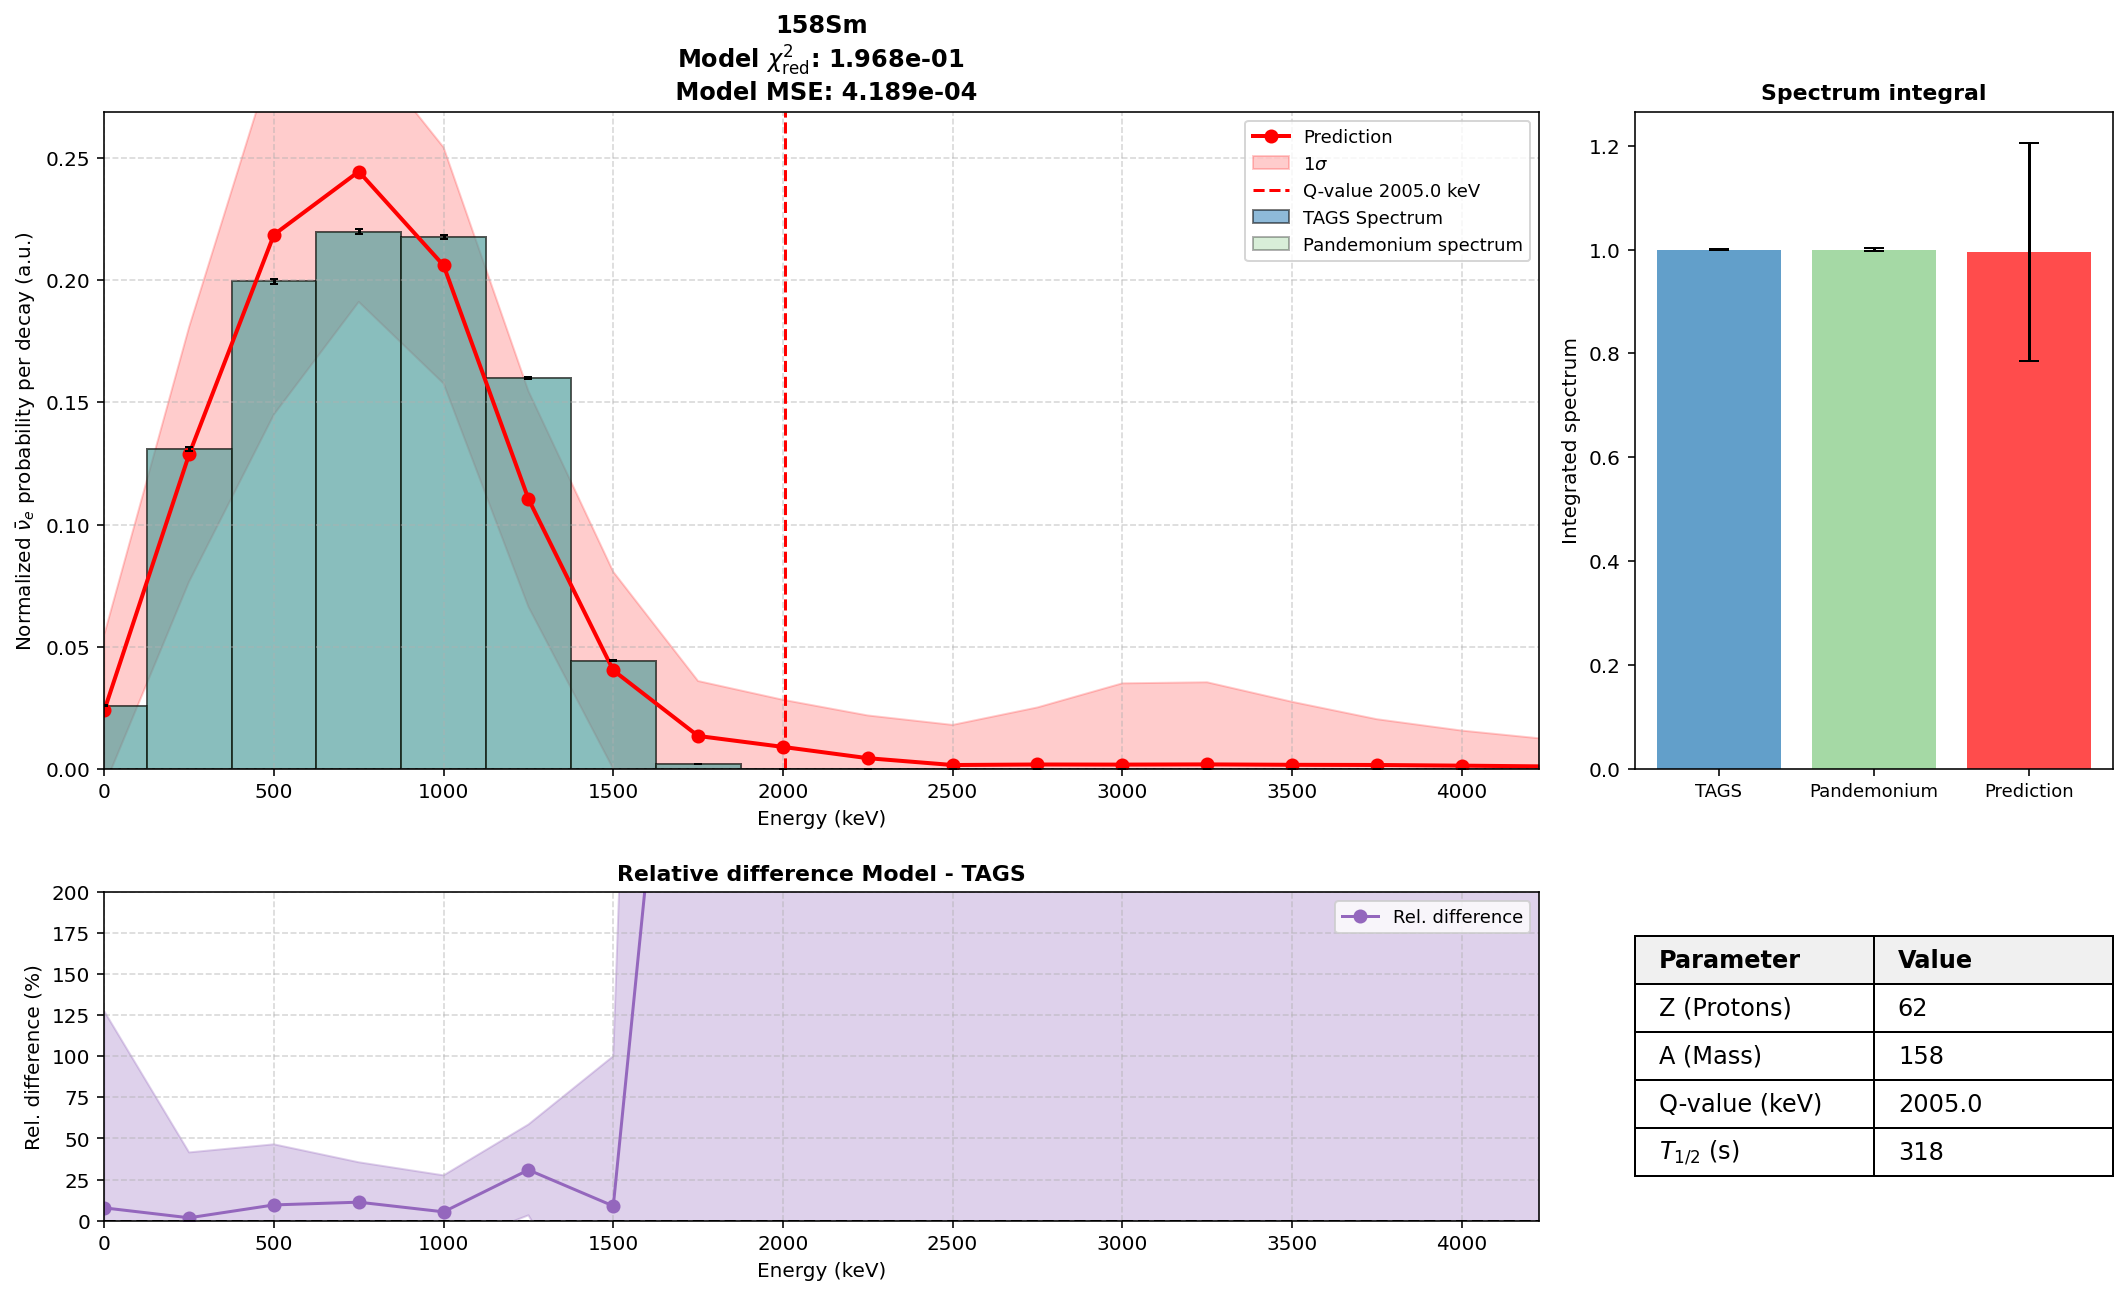 158Sm
Model χ²red: 1.968e-01
Model MSE: 4.189e-04
Normalized ν̄e probability per decay (a.u.)
0.25
0.20
0.15
0.10
0.05
0.00
0 500 1000 1500 2000 2500 3000 3500 4000
Energy (keV)
Prediction
1σ
Q-value 2005.0 keV
TAGS Spectrum
Pandemonium spectrum
Spectrum integral
Integrated spectrum
1.2
1.0
0.8
0.6
0.4
0.2
0.0
TAGS Pandemonium Prediction
Relative difference Model - TAGS
Rel. difference (%)
200
175
150
125
100
75
50
25
0
0 500 1000 1500 2000 2500 3000 3500 4000
Energy (keV)
Rel. difference
Parameter Value
Z (Protons) 62
A (Mass) 158
Q-value (keV) 2005.0
T1/2 (s) 318